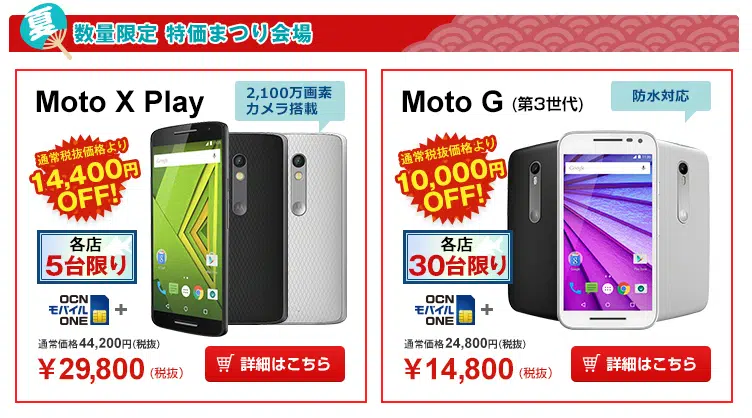 夏 数量限定 特価まつり会場
Moto X Play
2,100万画素
カメラ搭載
通常税抜価格より
14,400円
OFF!
各店
5台限り
OCN
モバイル
ONE
+
Google
通常価格44,200円(税抜)
¥29,800(税抜)
詳細はこちら
Moto G (第3世代)
防水対応
通常税抜価格より
10,000円
OFF!
各店
30台限り
OCN
モバイル
ONE
+
Google
通常価格24,800円(税抜)
¥14,800(税抜)
詳細はこちら